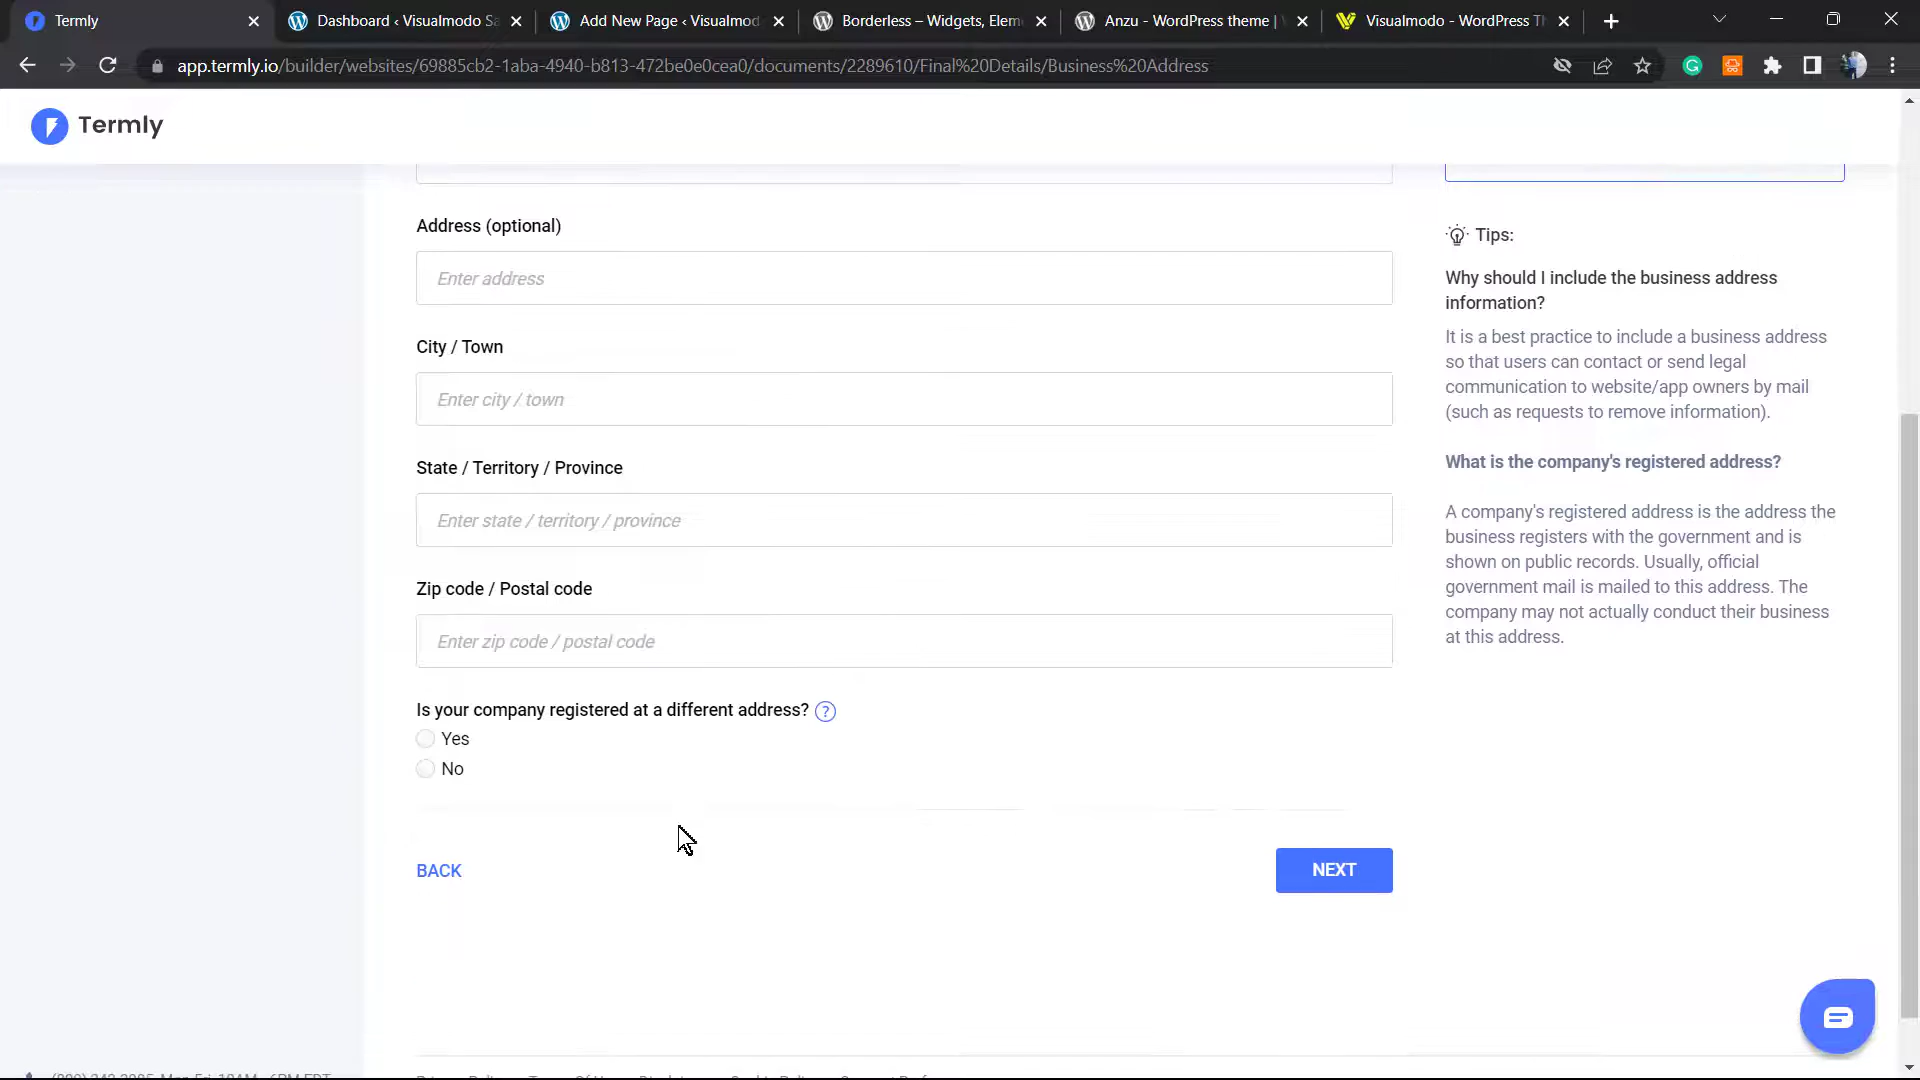 Termly
Dashboard ‹ Visualmodo Sa
Add New Page ‹ Visualmod
Borderless – Widgets, Elem
Anzu - WordPress theme |
Visualmodo - WordPress Th
app.termly.io/builder/websites/69885cb2-1aba-4940-b813-472be0e0cea0/documents/2289610/Final%20Details/Business%20Address
Termly
Address (optional)
Enter address
City / Town
Enter city / town
State / Territory / Province
Enter state / territory / province
Zip code / Postal code
Enter zip code / postal code
Is your company registered at a different address? ?
Yes
No
BACK
NEXT
Tips:
Why should I include the business address
information?
It is a best practice to include a business address
so that users can contact or send legal
communication to website/app owners by mail
(such as requests to remove information).
What is the company's registered address?
A company's registered address is the address the
business registers with the government and is
shown on public records. Usually, official
government mail is mailed to this address. The
company may not actually conduct their business
at this address.